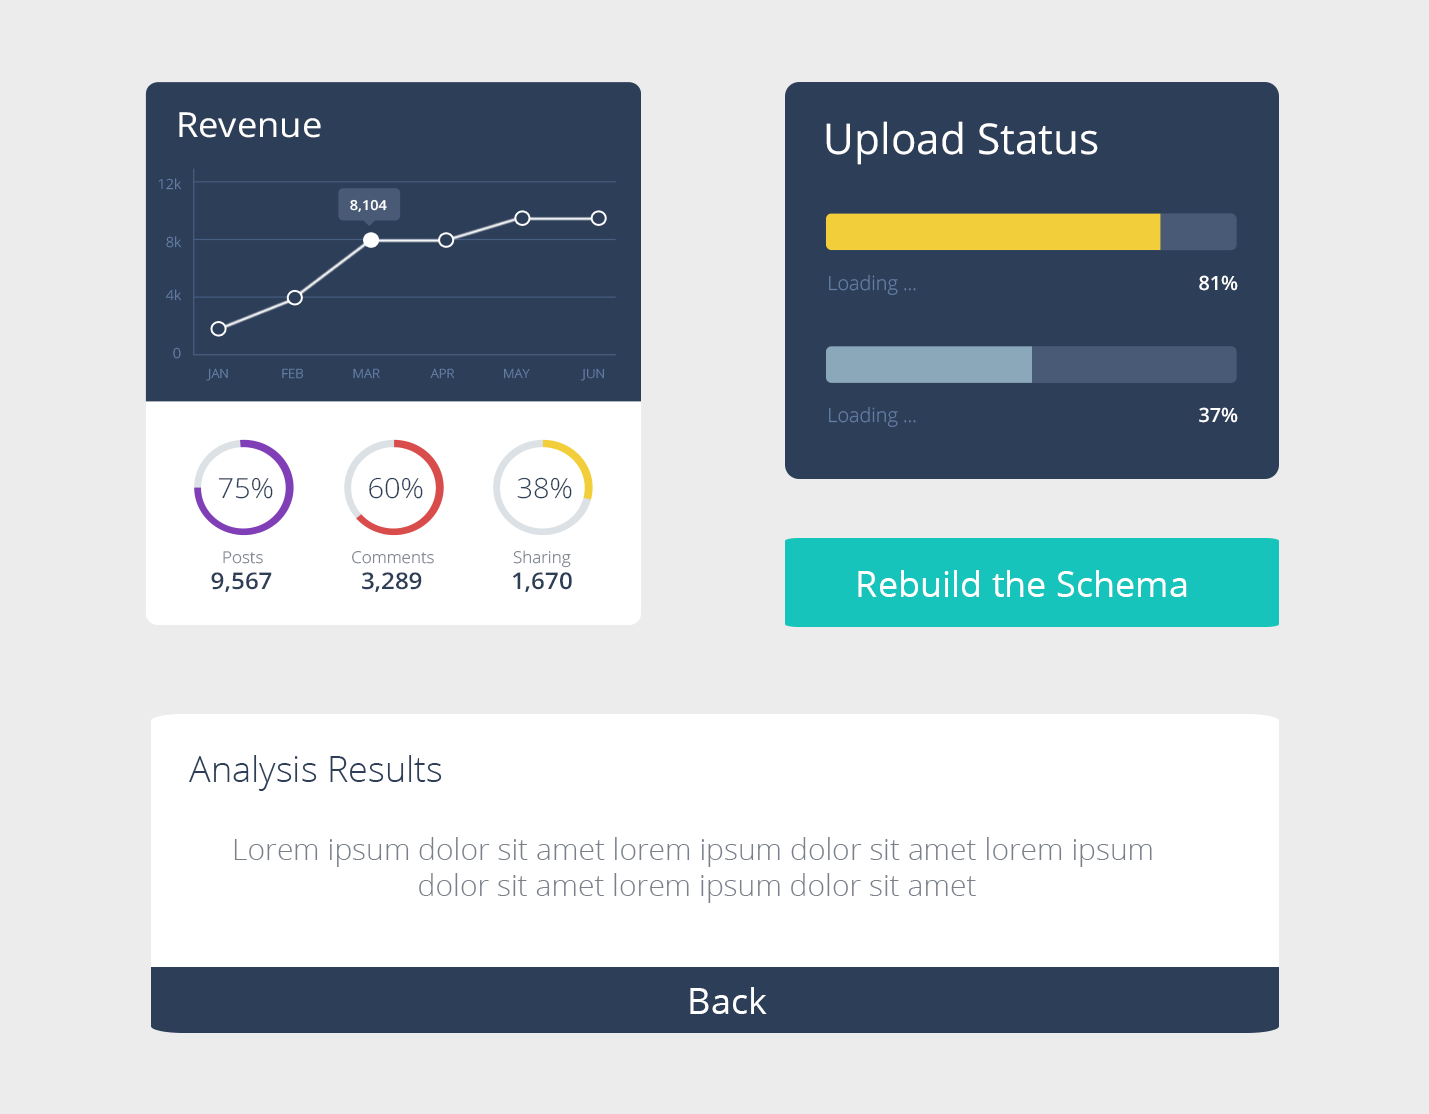 Revenue
12k
8,104
8k
4k
0
JAN FEB MAR APR MAY JUN
75% 60% 38%
Posts Comments Sharing
9,567 3,289 1,670
Upload Status
Loading ... 81%
Loading ... 37%
Rebuild the Schema
Analysis Results
Lorem ipsum dolor sit amet lorem ipsum dolor sit amet lorem ipsum
dolor sit amet lorem ipsum dolor sit amet
Back